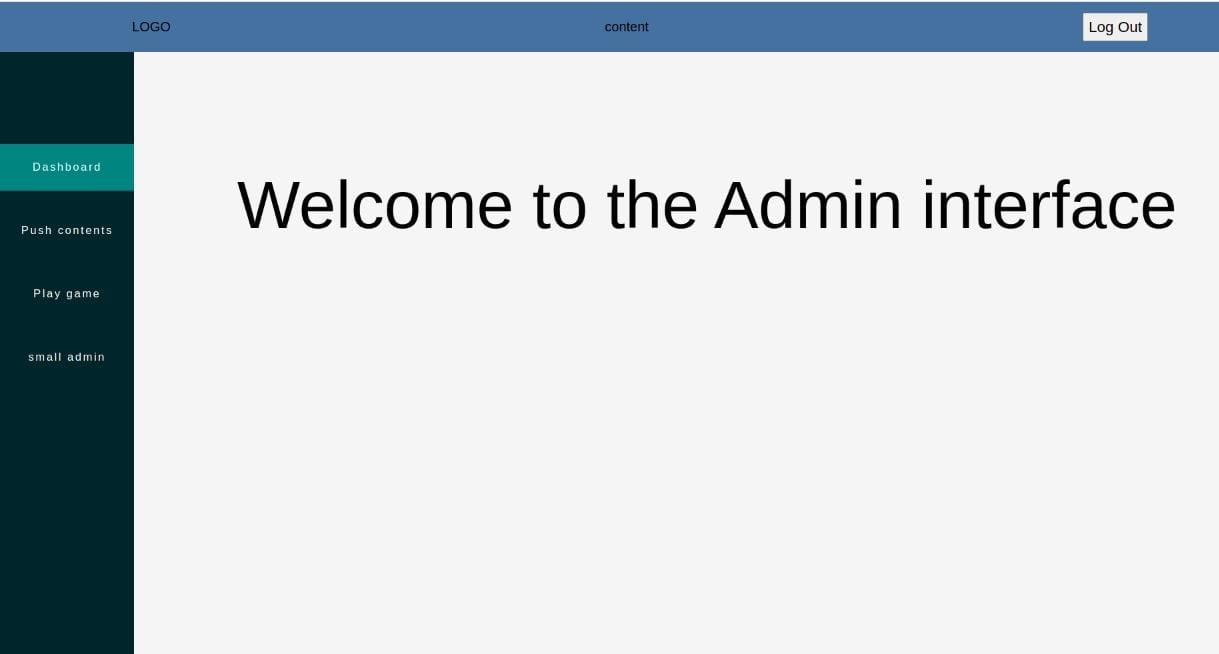 LOGO
content
Log Out
Dashboard
Push contents
Play game
small admin
Welcome to the Admin interface